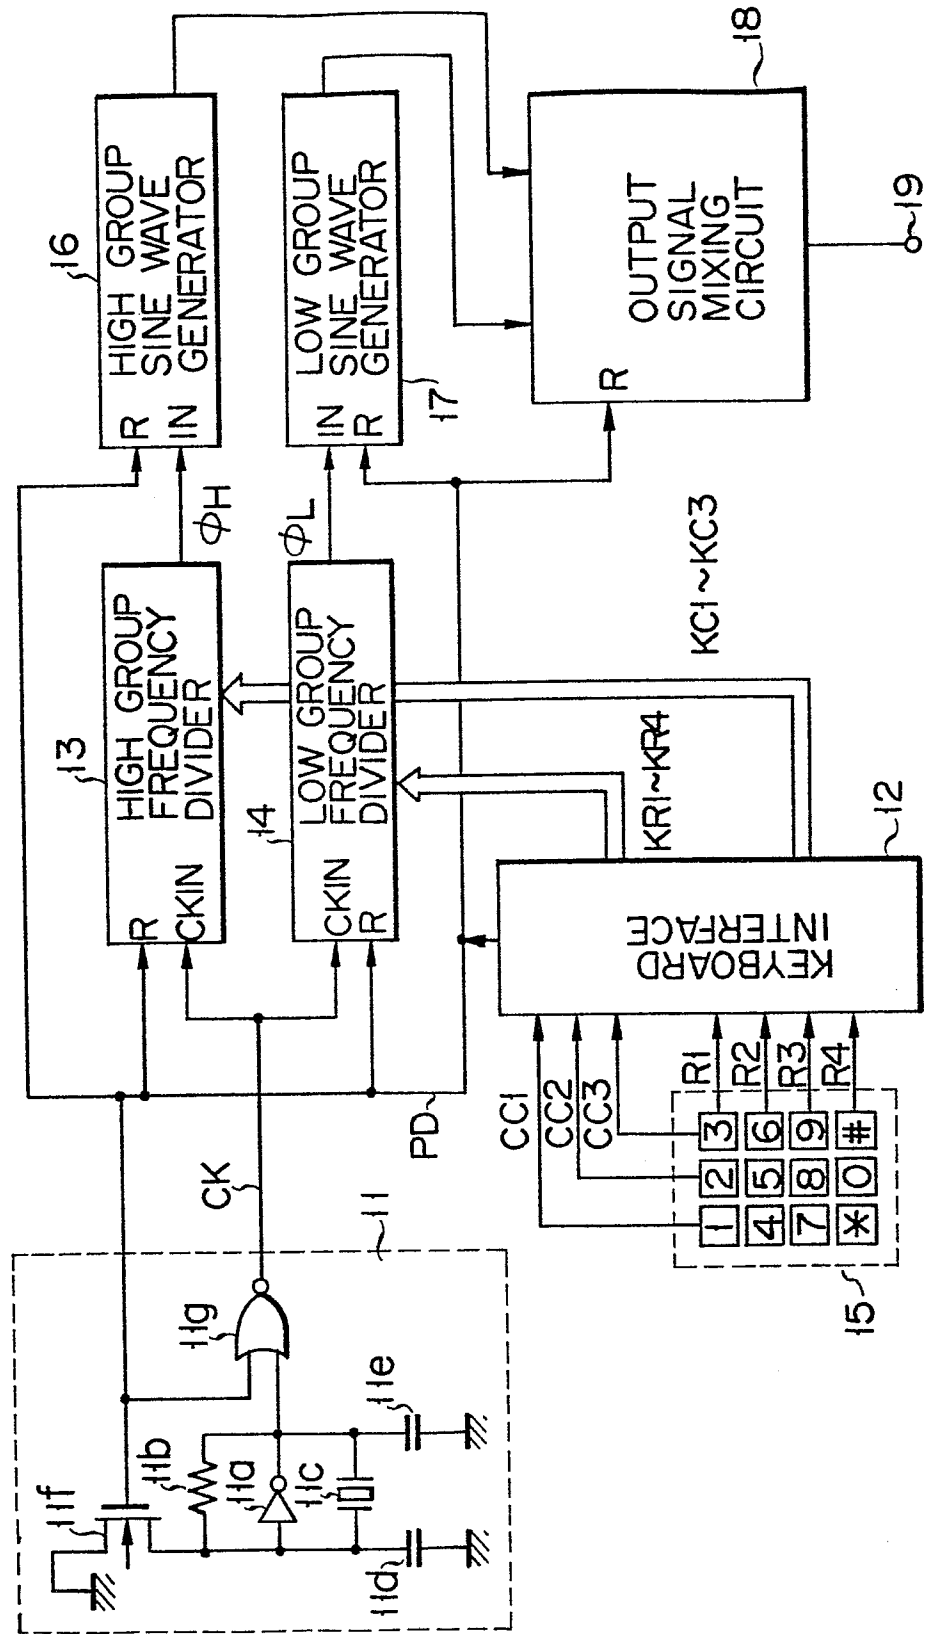 11
11f
11b
11a
11c
11d
11e
11g
CK
PD
13
R
CKIN
HIGH GROUP
FREQUENCY
DIVIDER
14
CKIN
R
LOW GROUP
FREQUENCY
DIVIDER
ΦH
ΦL
16
R
IN
HIGH GROUP
SINE WAVE
GENERATOR
17
IN
R
LOW GROUP
SINE WAVE
GENERATOR
18
R
OUTPUT
SIGNAL
MIXING
CIRCUIT
19
15
1 2 3
4 5 6
7 8 9
* 0 #
CC1
CC2
CC3
R1
R2
R3
R4
12
KEYBOARD
INTERFACE
KR1~KR4
KC1~KC3